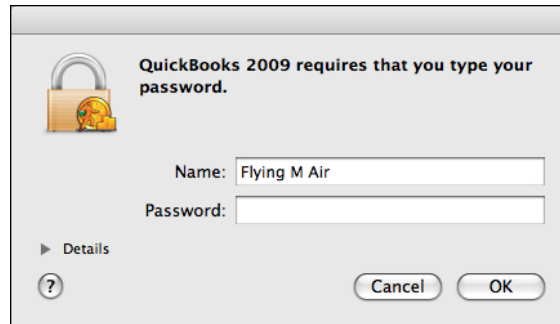 QuickBooks 2009 requires that you type your
password.
Name: Flying M Air
Password:
Details
?
Cancel
OK